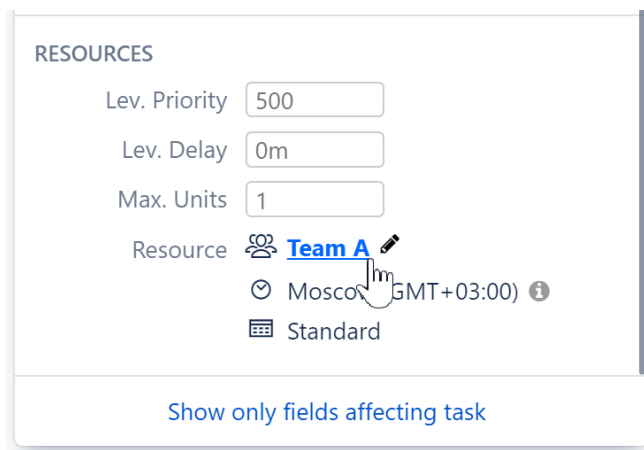 RESOURCES
Lev. Priority 500
Lev. Delay 0m
Max. Units 1
Resource Team A
GMT+03:00)
Standard
Show only fields affecting task